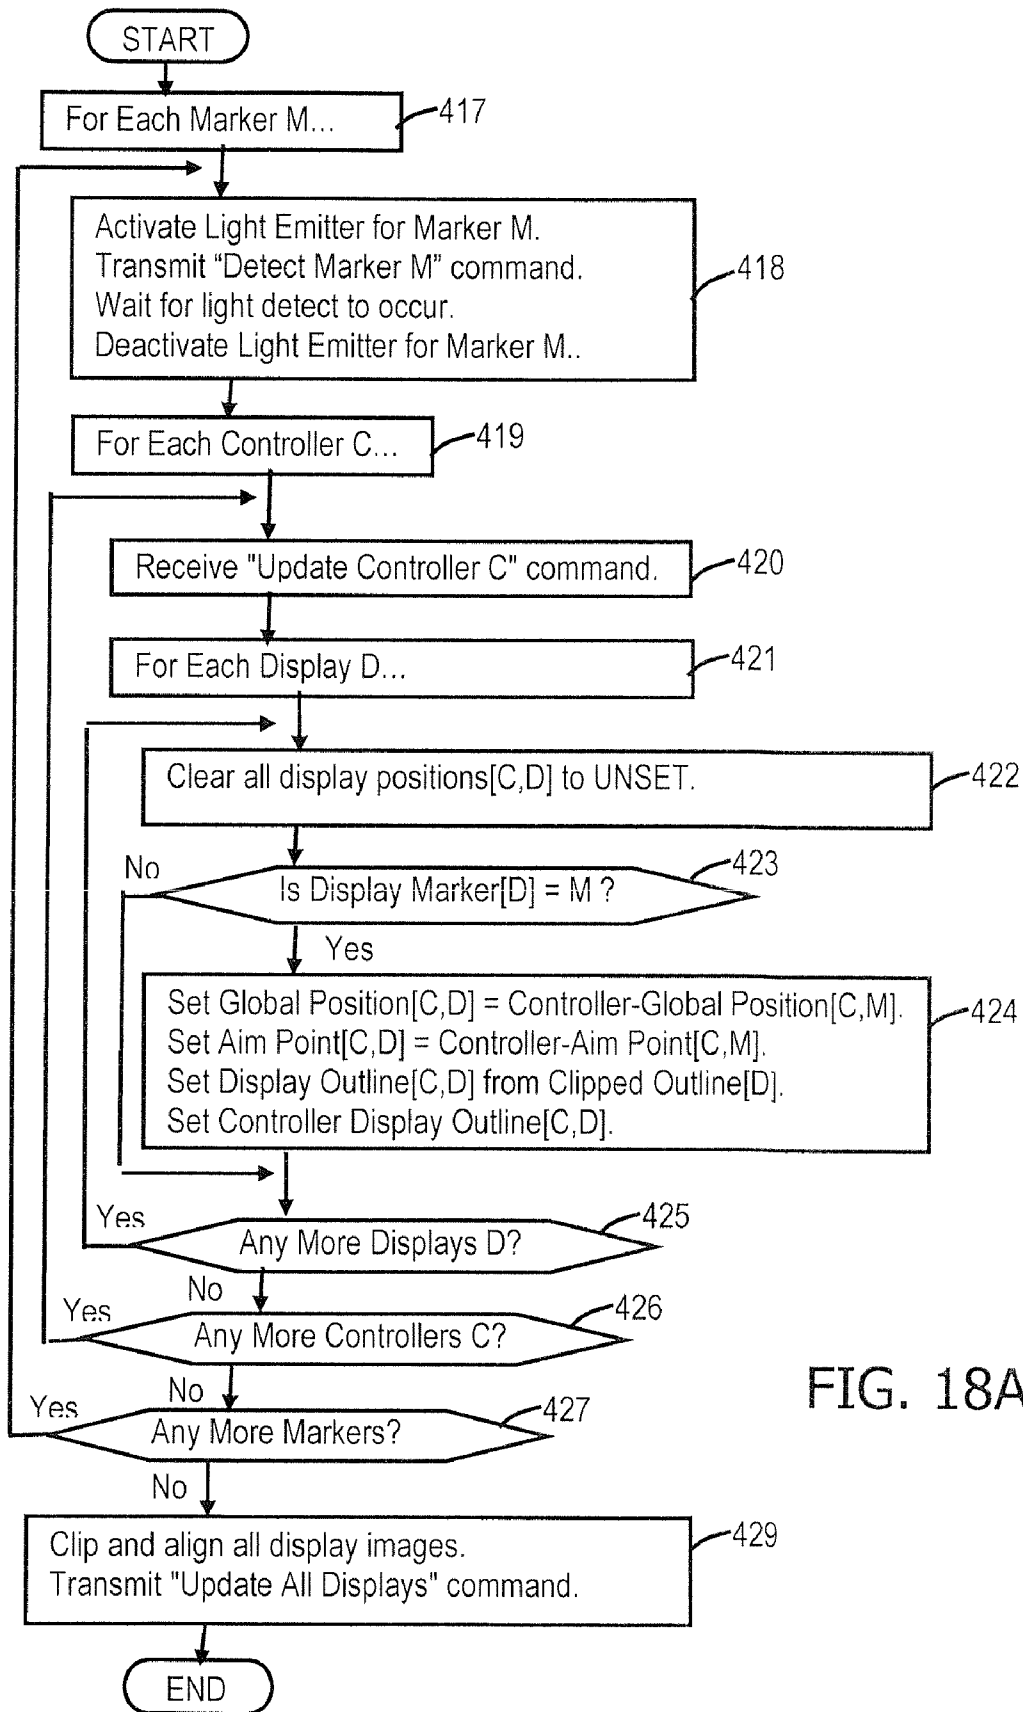 START
For Each Marker M...
417
Activate Light Emitter for Marker M.
Transmit “Detect Marker M” command.
Wait for light detect to occur.
Deactivate Light Emitter for Marker M..
418
For Each Controller C...
419
Receive "Update Controller C" command.
420
For Each Display D...
421
Clear all display positions[C,D] to UNSET.
422
No
Is Display Marker[D] = M ?
423
Yes
Set Global Position[C,D] = Controller-Global Position[C,M].
Set Aim Point[C,D] = Controller-Aim Point[C,M].
Set Display Outline[C,D] from Clipped Outline[D].
Set Controller Display Outline[C,D].
424
Yes
Any More Displays D?
425
No
Yes
Any More Controllers C?
426
No
Yes
Any More Markers?
427
No
FIG. 18A
Clip and align all display images.
Transmit "Update All Displays" command.
429
END